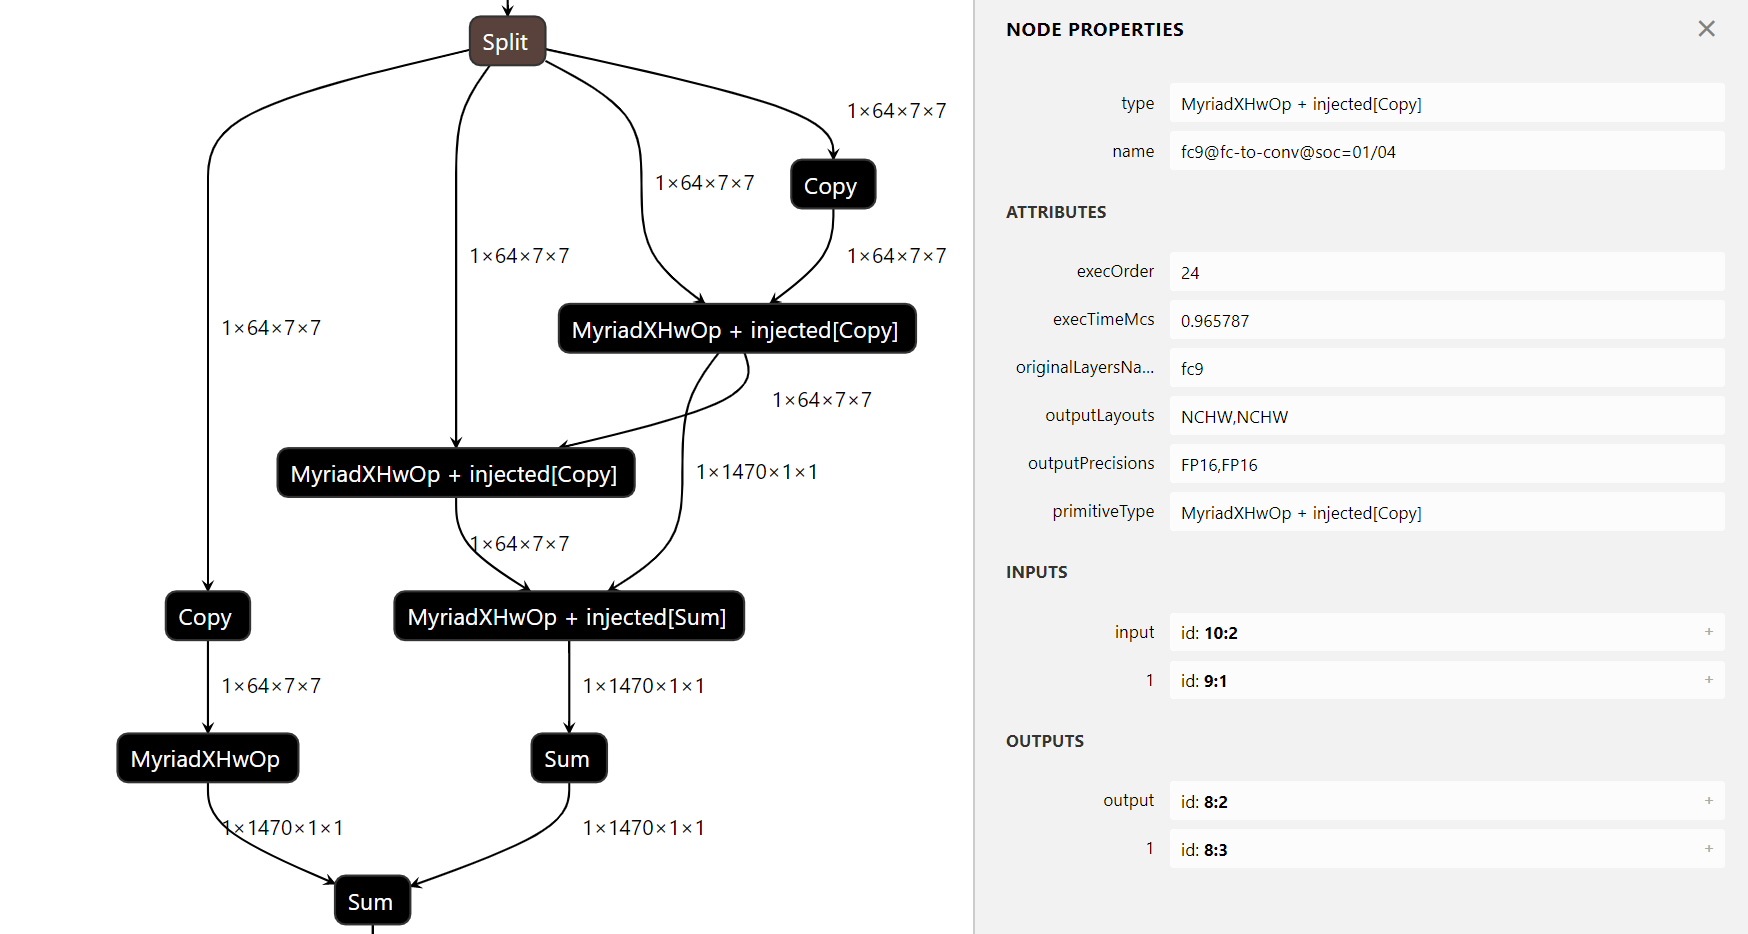 Split
1×64×7×7
Copy
1×64×7×7
1×64×7×7
1×64×7×7
1×64×7×7
MyriadXHwOp + injected[Copy]
1×64×7×7
MyriadXHwOp + injected[Copy]
1×1470×1×1
1×64×7×7
Copy
MyriadXHwOp + injected[Sum]
1×64×7×7
1×1470×1×1
MyriadXHwOp
Sum
1×1470×1×1
1×1470×1×1
Sum
NODE PROPERTIES
type
MyriadXHwOp + injected[Copy]
name
fc9@fc-to-conv@soc=01/04
ATTRIBUTES
execOrder
24
execTimeMcs
0.965787
originalLayersNa...
fc9
outputLayouts
NCHW,NCHW
outputPrecisions
FP16,FP16
primitiveType
MyriadXHwOp + injected[Copy]
INPUTS
input
id: 10:2
+
1
id: 9:1
+
OUTPUTS
output
id: 8:2
+
1
id: 8:3
+